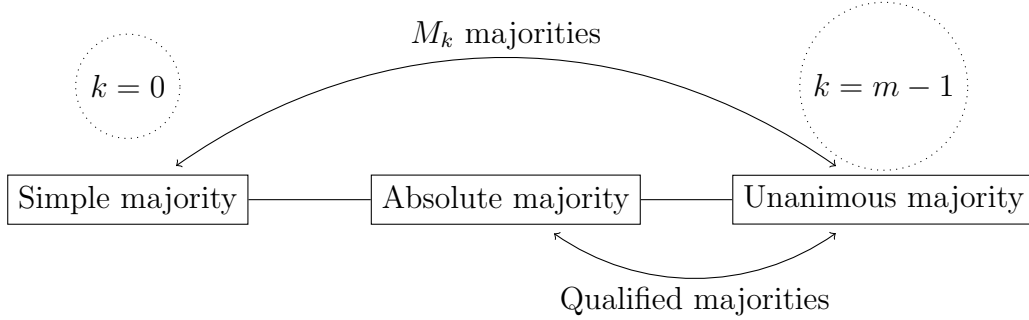 $M_k$ majorities
$k = 0$
$k = m - 1$
Simple majority
Absolute majority
Unanimous majority
Qualified majorities